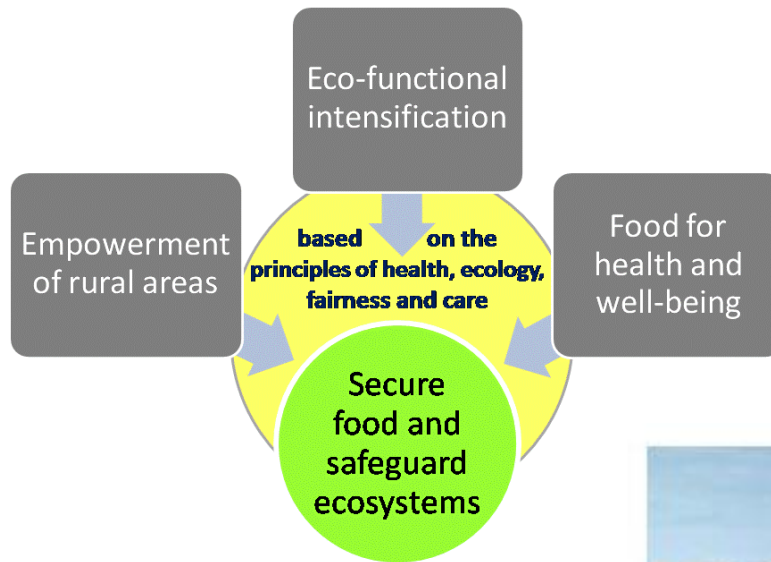 Eco-functional
intensification
Empowerment
of rural areas
Food for
health and
well-being
based on the
principles of health, ecology,
fairness and care
Secure
food and
safeguard
ecosystems